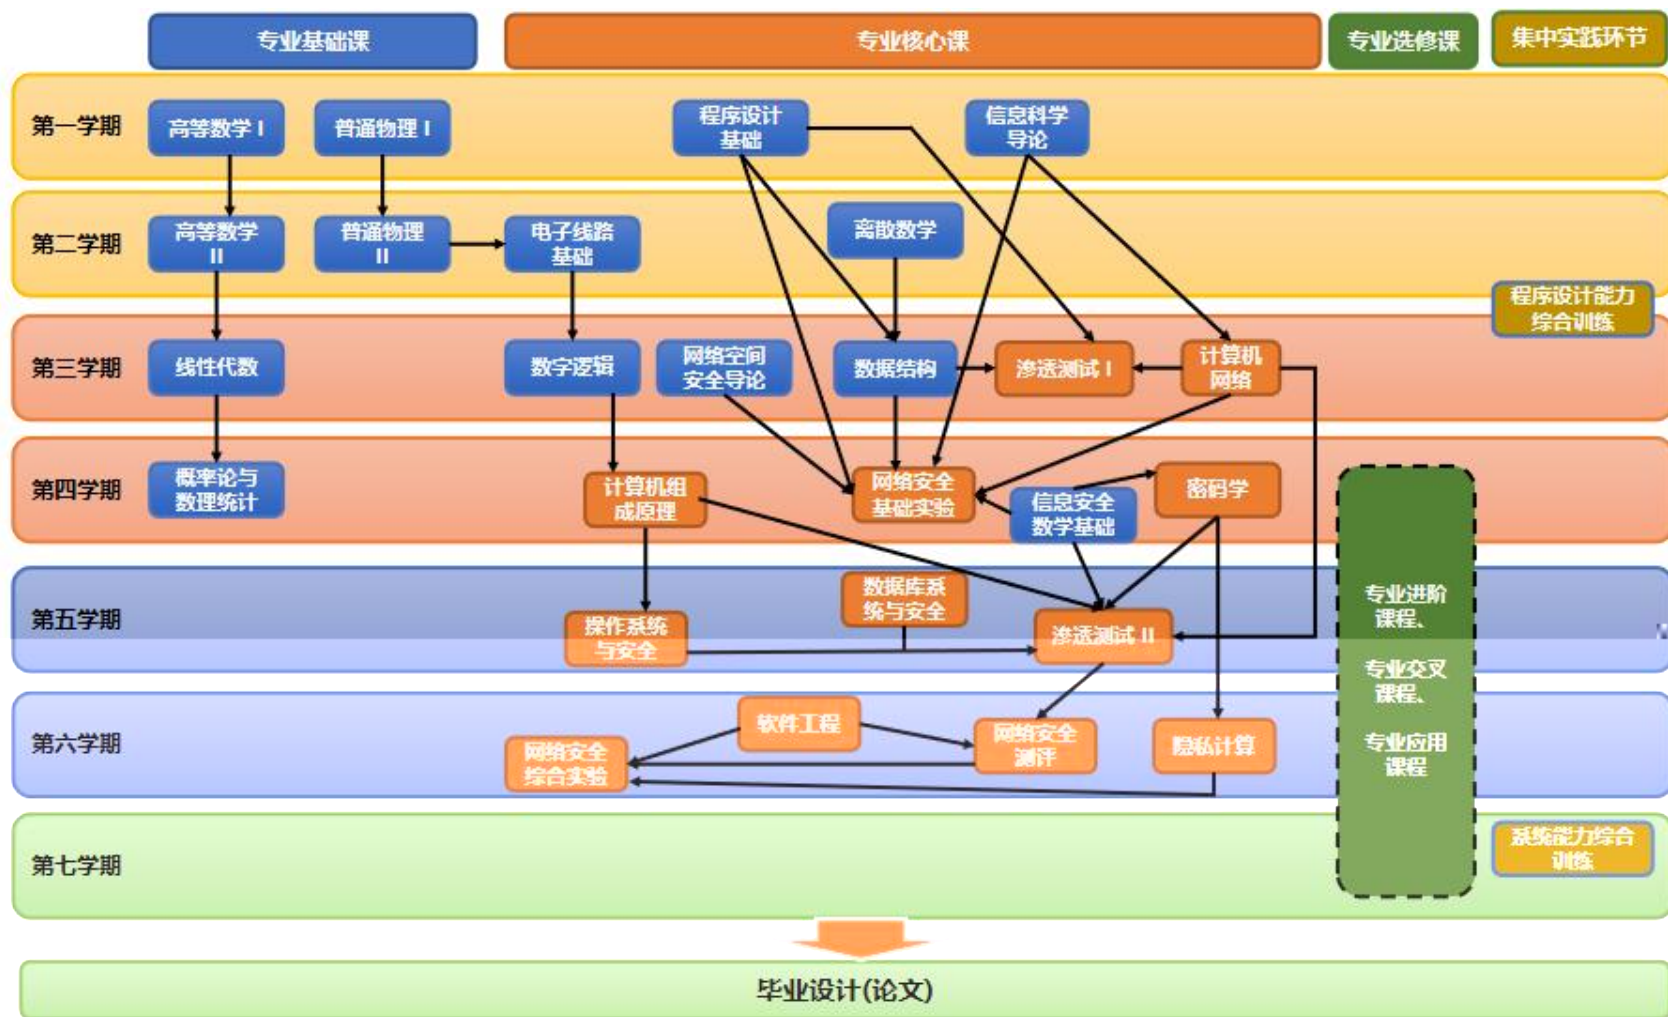 专业基础课
专业核心课
专业选修课
集中实践环节
第一学期
高等数学 I
普通物理 I
程序设计
基础
信息科学
导论
第二学期
高等数学
II
普通物理
II
电子线路
基础
离散数学
程序设计能力
综合训练
第三学期
线性代数
数字逻辑
网络空间
安全导论
数据结构
渗透测试 I
计算机
网络
第四学期
概率论与
数理统计
计算机组
成原理
网络安全
基础实验
信息安全
数学基础
密码学
第五学期
操作系统
与安全
数据库系
统与安全
渗透测试 II
专业进阶
课程、
专业交叉
课程、
专业应用
课程
第六学期
网络安全
综合实验
软件工程
网络安全
测评
隐私计算
第七学期
系统能力综合
训练
毕业设计(论文)